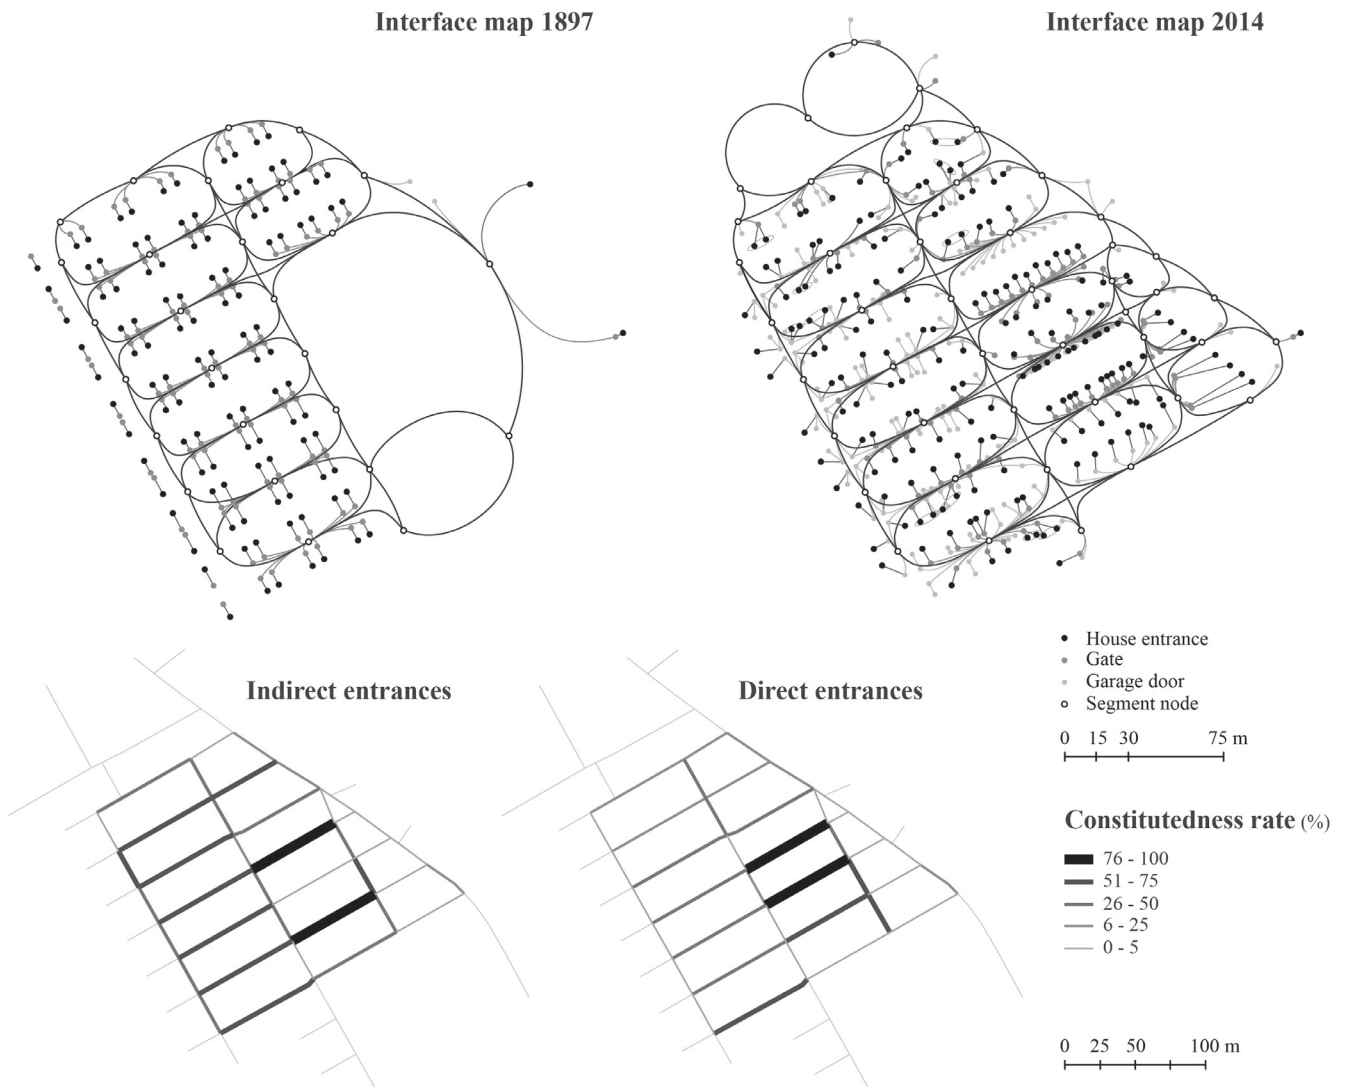 Interface map 1897
Interface map 2014
House entrance
Gate
Garage door
Segment node
0 15 30 75 m
Indirect entrances
Direct entrances
Constitutedness rate (%)
76 - 100
51 - 75
26 - 50
6 - 25
0 - 5
0 25 50 100 m